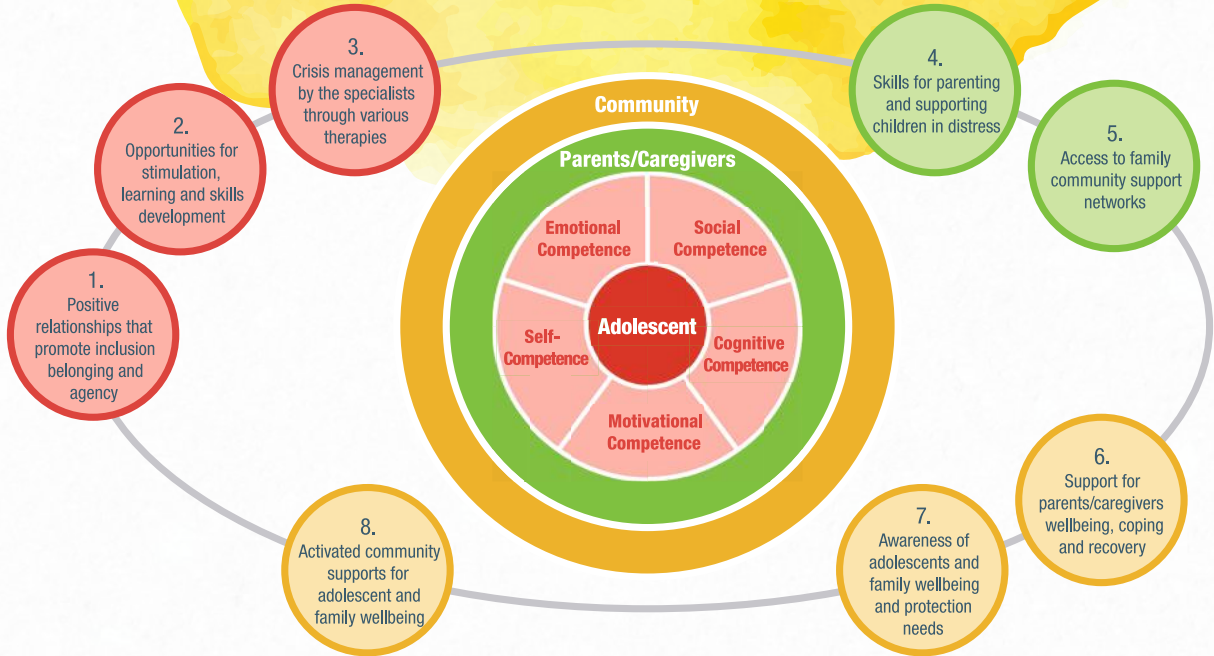 1.
Positive
relationships that
promote inclusion
belonging and
agency
2.
Opportunities for
stimulation,
learning and skills
development
3.
Crisis management
by the specialists
through various
therapies
4.
Skills for parenting
and supporting
children in distress
5.
Access to family
community support
networks
6.
Support for
parents/caregivers
wellbeing, coping
and recovery
7.
Awareness of
adolescents and
family wellbeing
and protection
needs
8.
Activated community
supports for
adolescent and
family wellbeing
Community
Parents/Caregivers
Emotional
Competence
Social
Competence
Self-
Competence
Adolescent
Cognitive
Competence
Motivational
Competence